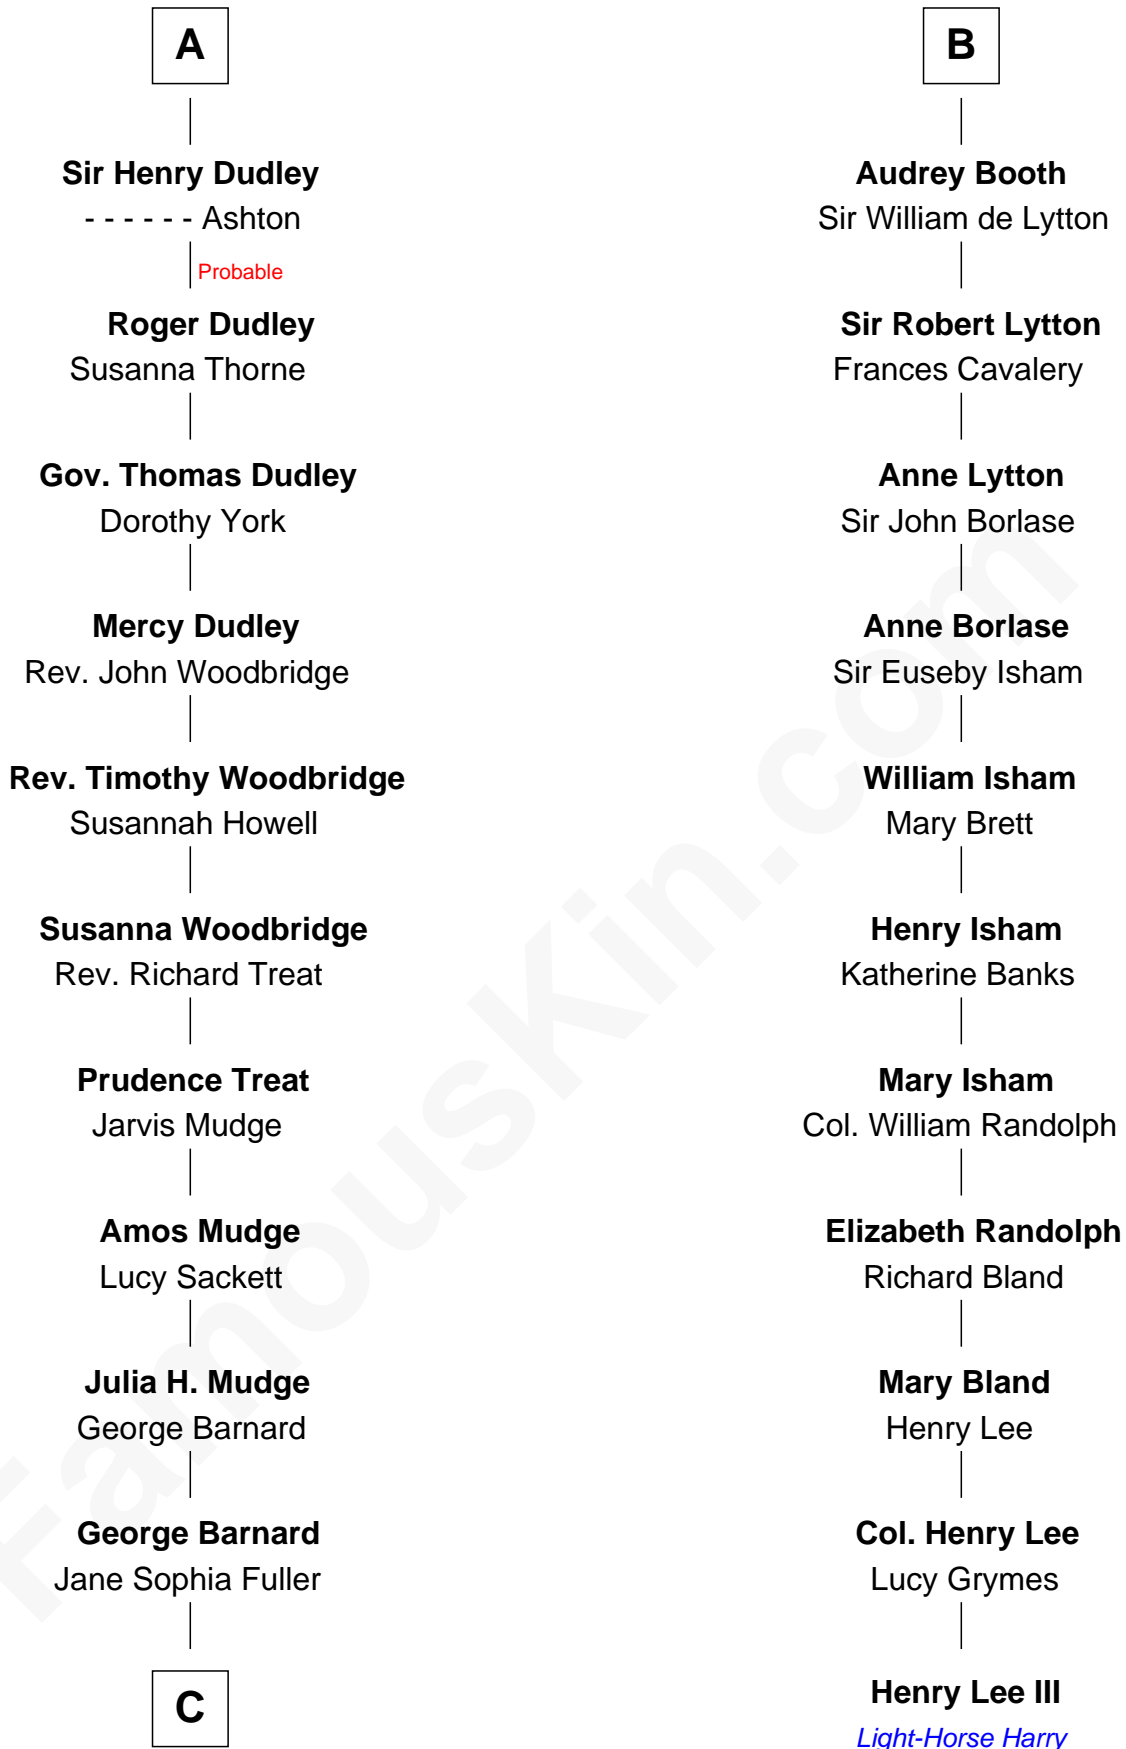 A
Sir Henry Dudley
- - - - - - Ashton
Probable
Roger Dudley
Susanna Thorne
Gov. Thomas Dudley
Dorothy York
Mercy Dudley
Rev. John Woodbridge
Rev. Timothy Woodbridge
Susannah Howell
Susanna Woodbridge
Rev. Richard Treat
Prudence Treat
Jarvis Mudge
Amos Mudge
Lucy Sackett
Julia H. Mudge
George Barnard
George Barnard
Jane Sophia Fuller
C
B
Audrey Booth
Sir William de Lytton
Sir Robert Lytton
Frances Cavalery
Anne Lytton
Sir John Borlase
Anne Borlase
Sir Euseby Isham
William Isham
Mary Brett
Henry Isham
Katherine Banks
Mary Isham
Col. William Randolph
Elizabeth Randolph
Richard Bland
Mary Bland
Henry Lee
Col. Henry Lee
Lucy Grymes
Henry Lee III
Light-Horse Harry
FamousKin.com